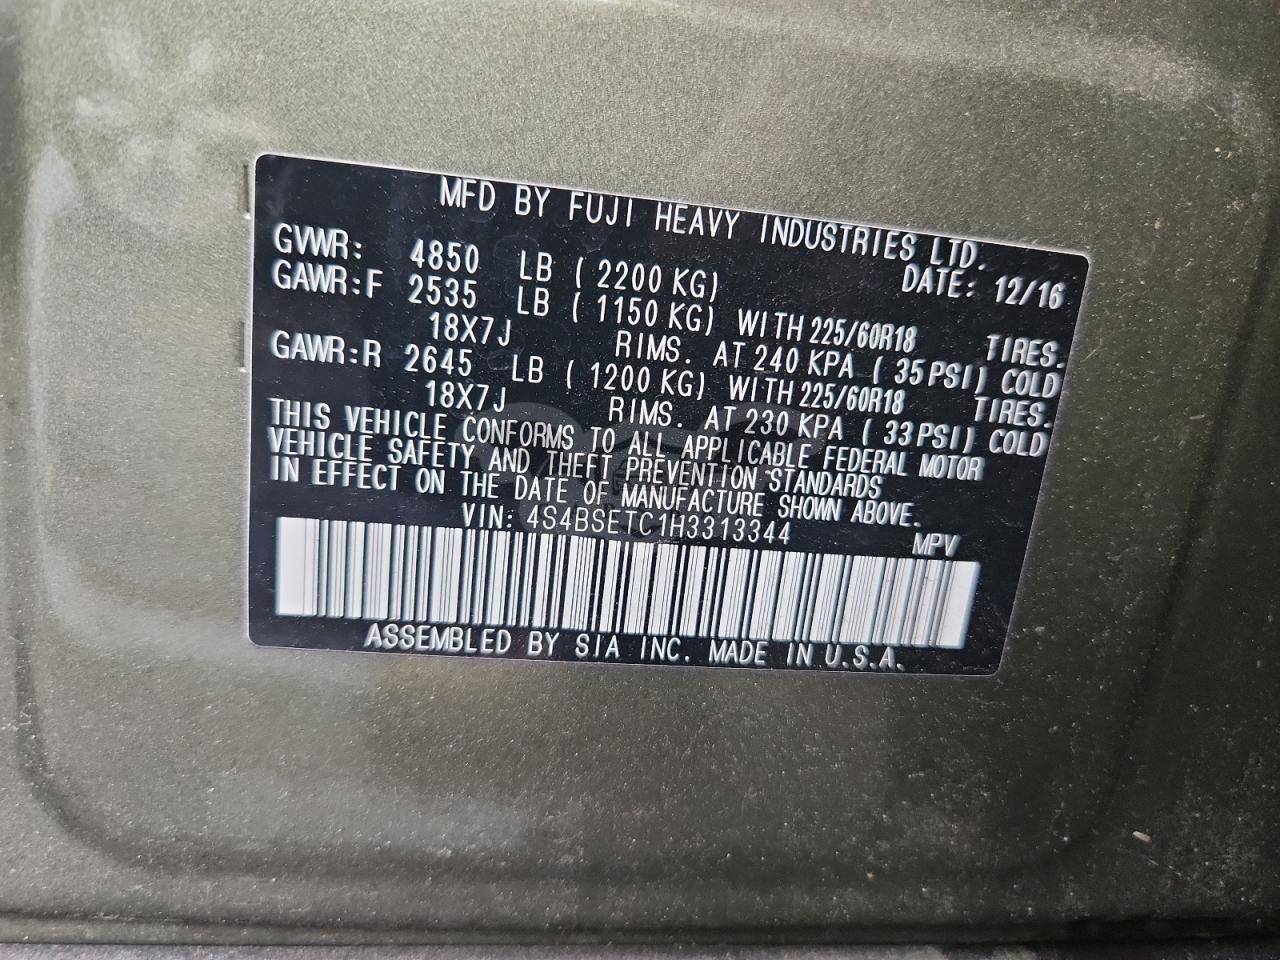 MFD BY FUJI HEAVY INDUSTRIES LTD.
DATE: 12/16
GVWR: 4850 LB ( 2200 KG)
GAWR:F 2535 LB ( 1150 KG) WITH 225/60R18 TIRES.
18X7J RIMS. AT 240 KPA ( 35 PSI) COLD
GAWR:R 2645 LB ( 1200 KG) WITH 225/60R18 TIRES.
18X7J RIMS. AT 230 KPA ( 33 PSI) COLD
THIS VEHICLE CONFORMS TO ALL APPLICABLE FEDERAL MOTOR
VEHICLE SAFETY AND THEFT PREVENTION STANDARDS
IN EFFECT ON THE DATE OF MANUFACTURE SHOWN ABOVE.
VIN: 4S4BSETC1H3313344 MPV
ASSEMBLED BY SIA INC. MADE IN U.S.A.